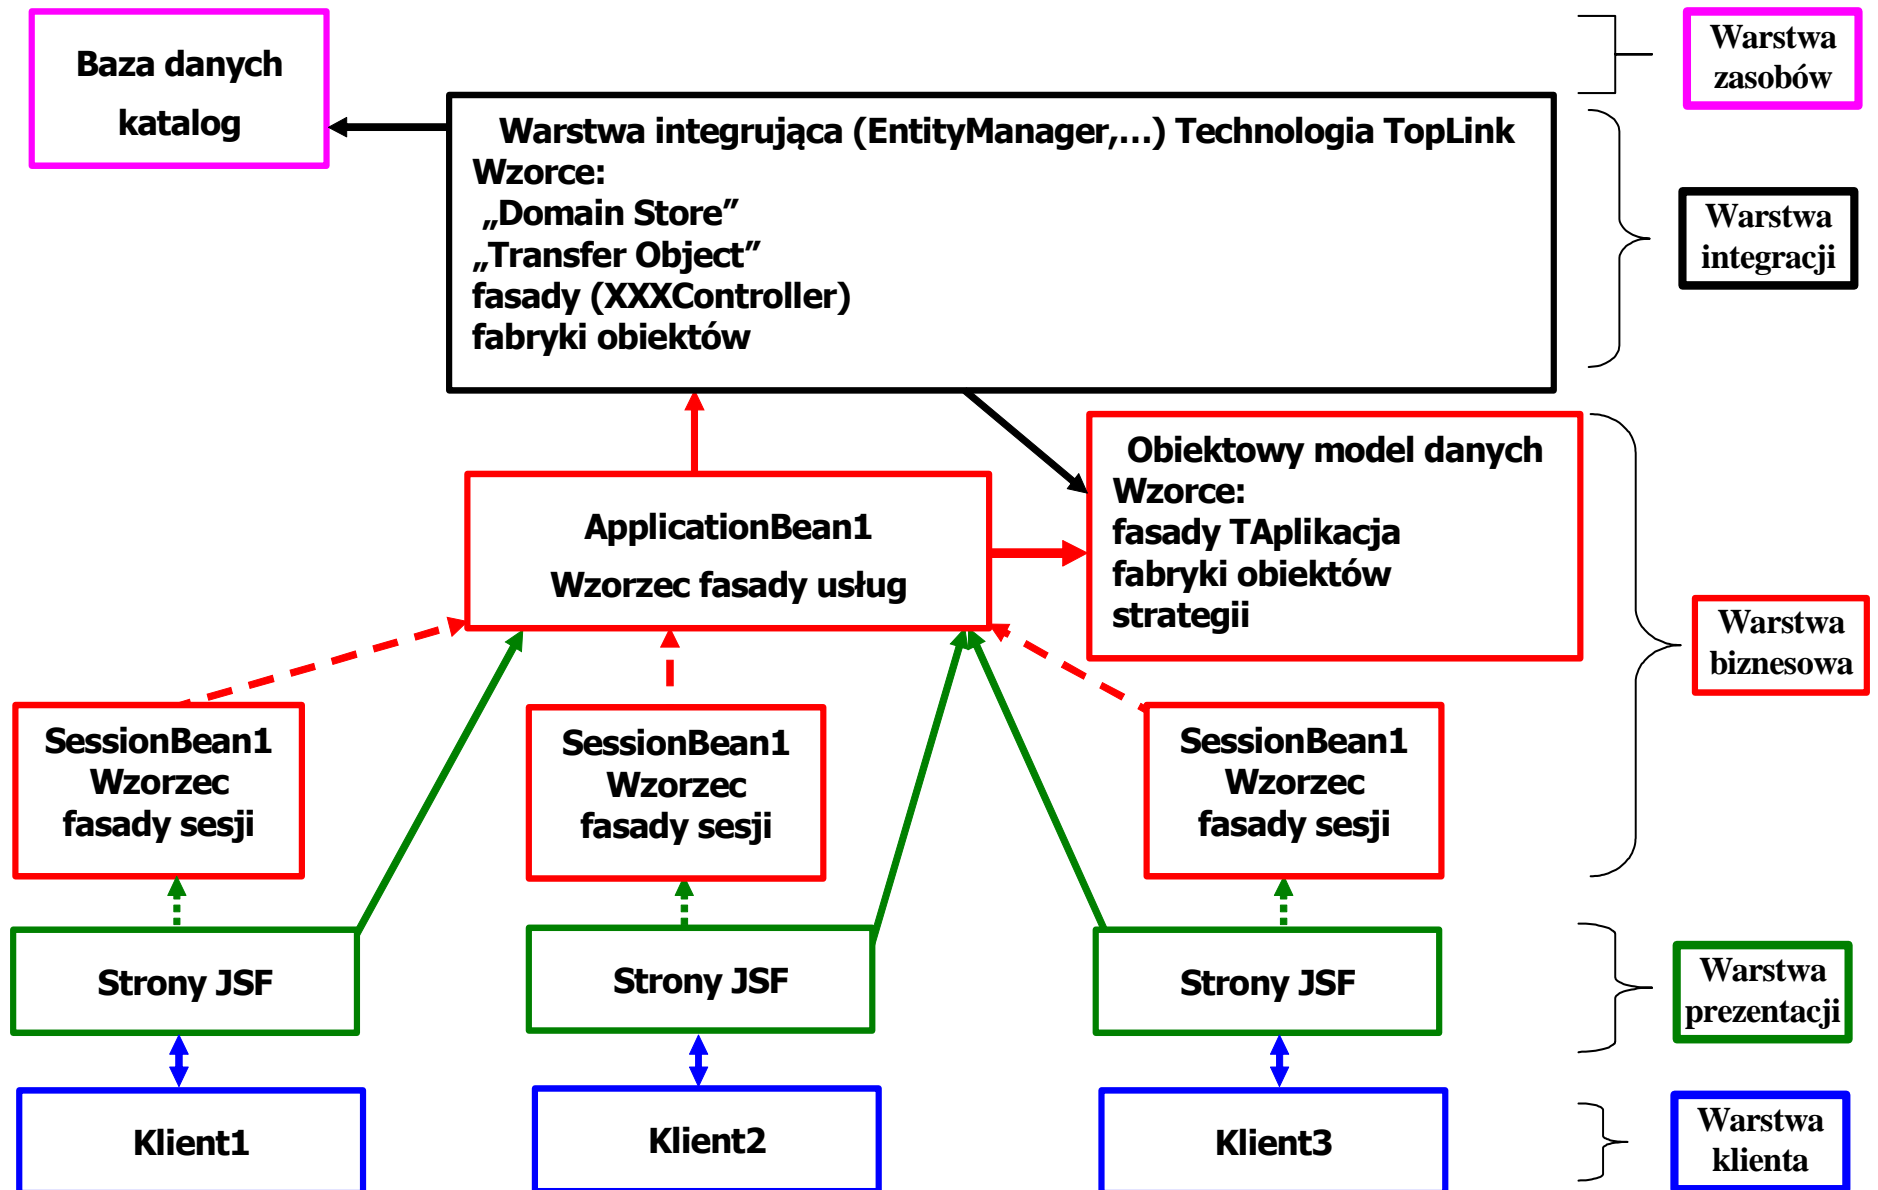 Baza danych
katalog
Warstwa
zasobów
Warstwa integrująca (EntityManager,...) Technologia TopLink
Wzorce:
„Domain Store”
„Transfer Object”
fasady (XXXController)
fabryki obiektów
Warstwa
integracji
Obiektowy model danych
Wzorce:
fasady TAplikacja
fabryki obiektów
strategii
ApplicationBean1
Wzorzec fasady usług
Warstwa
biznesowa
SessionBean1
Wzorzec
fasady sesji
SessionBean1
Wzorzec
fasady sesji
SessionBean1
Wzorzec
fasady sesji
Strony JSF
Strony JSF
Strony JSF
Warstwa
prezentacji
Klient1
Klient2
Klient3
Warstwa
klienta